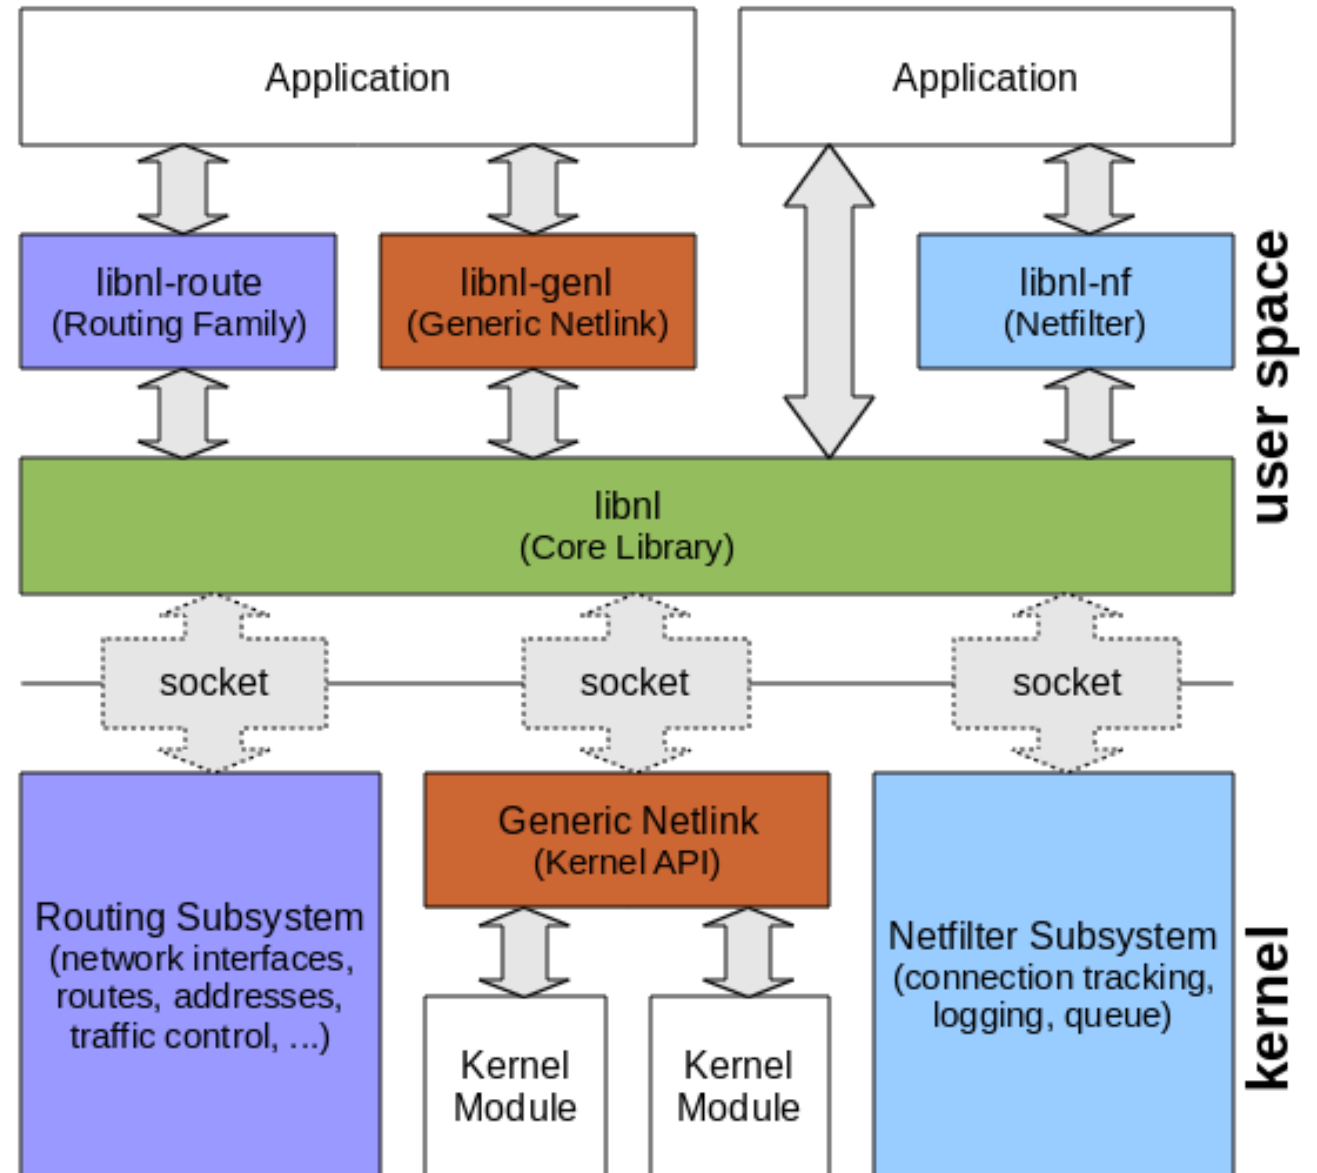 Application
Application
libnl-route
(Routing Family)
libnl-genl
(Generic Netlink)
libnl-nf
(Netfilter)
user space
libnl
(Core Library)
socket
socket
socket
Routing Subsystem
(network interfaces,
routes, addresses,
traffic control, ...)
Generic Netlink
(Kernel API)
Kernel
Module
Kernel
Module
Netfilter Subsystem
(connection tracking,
logging, queue)
kernel